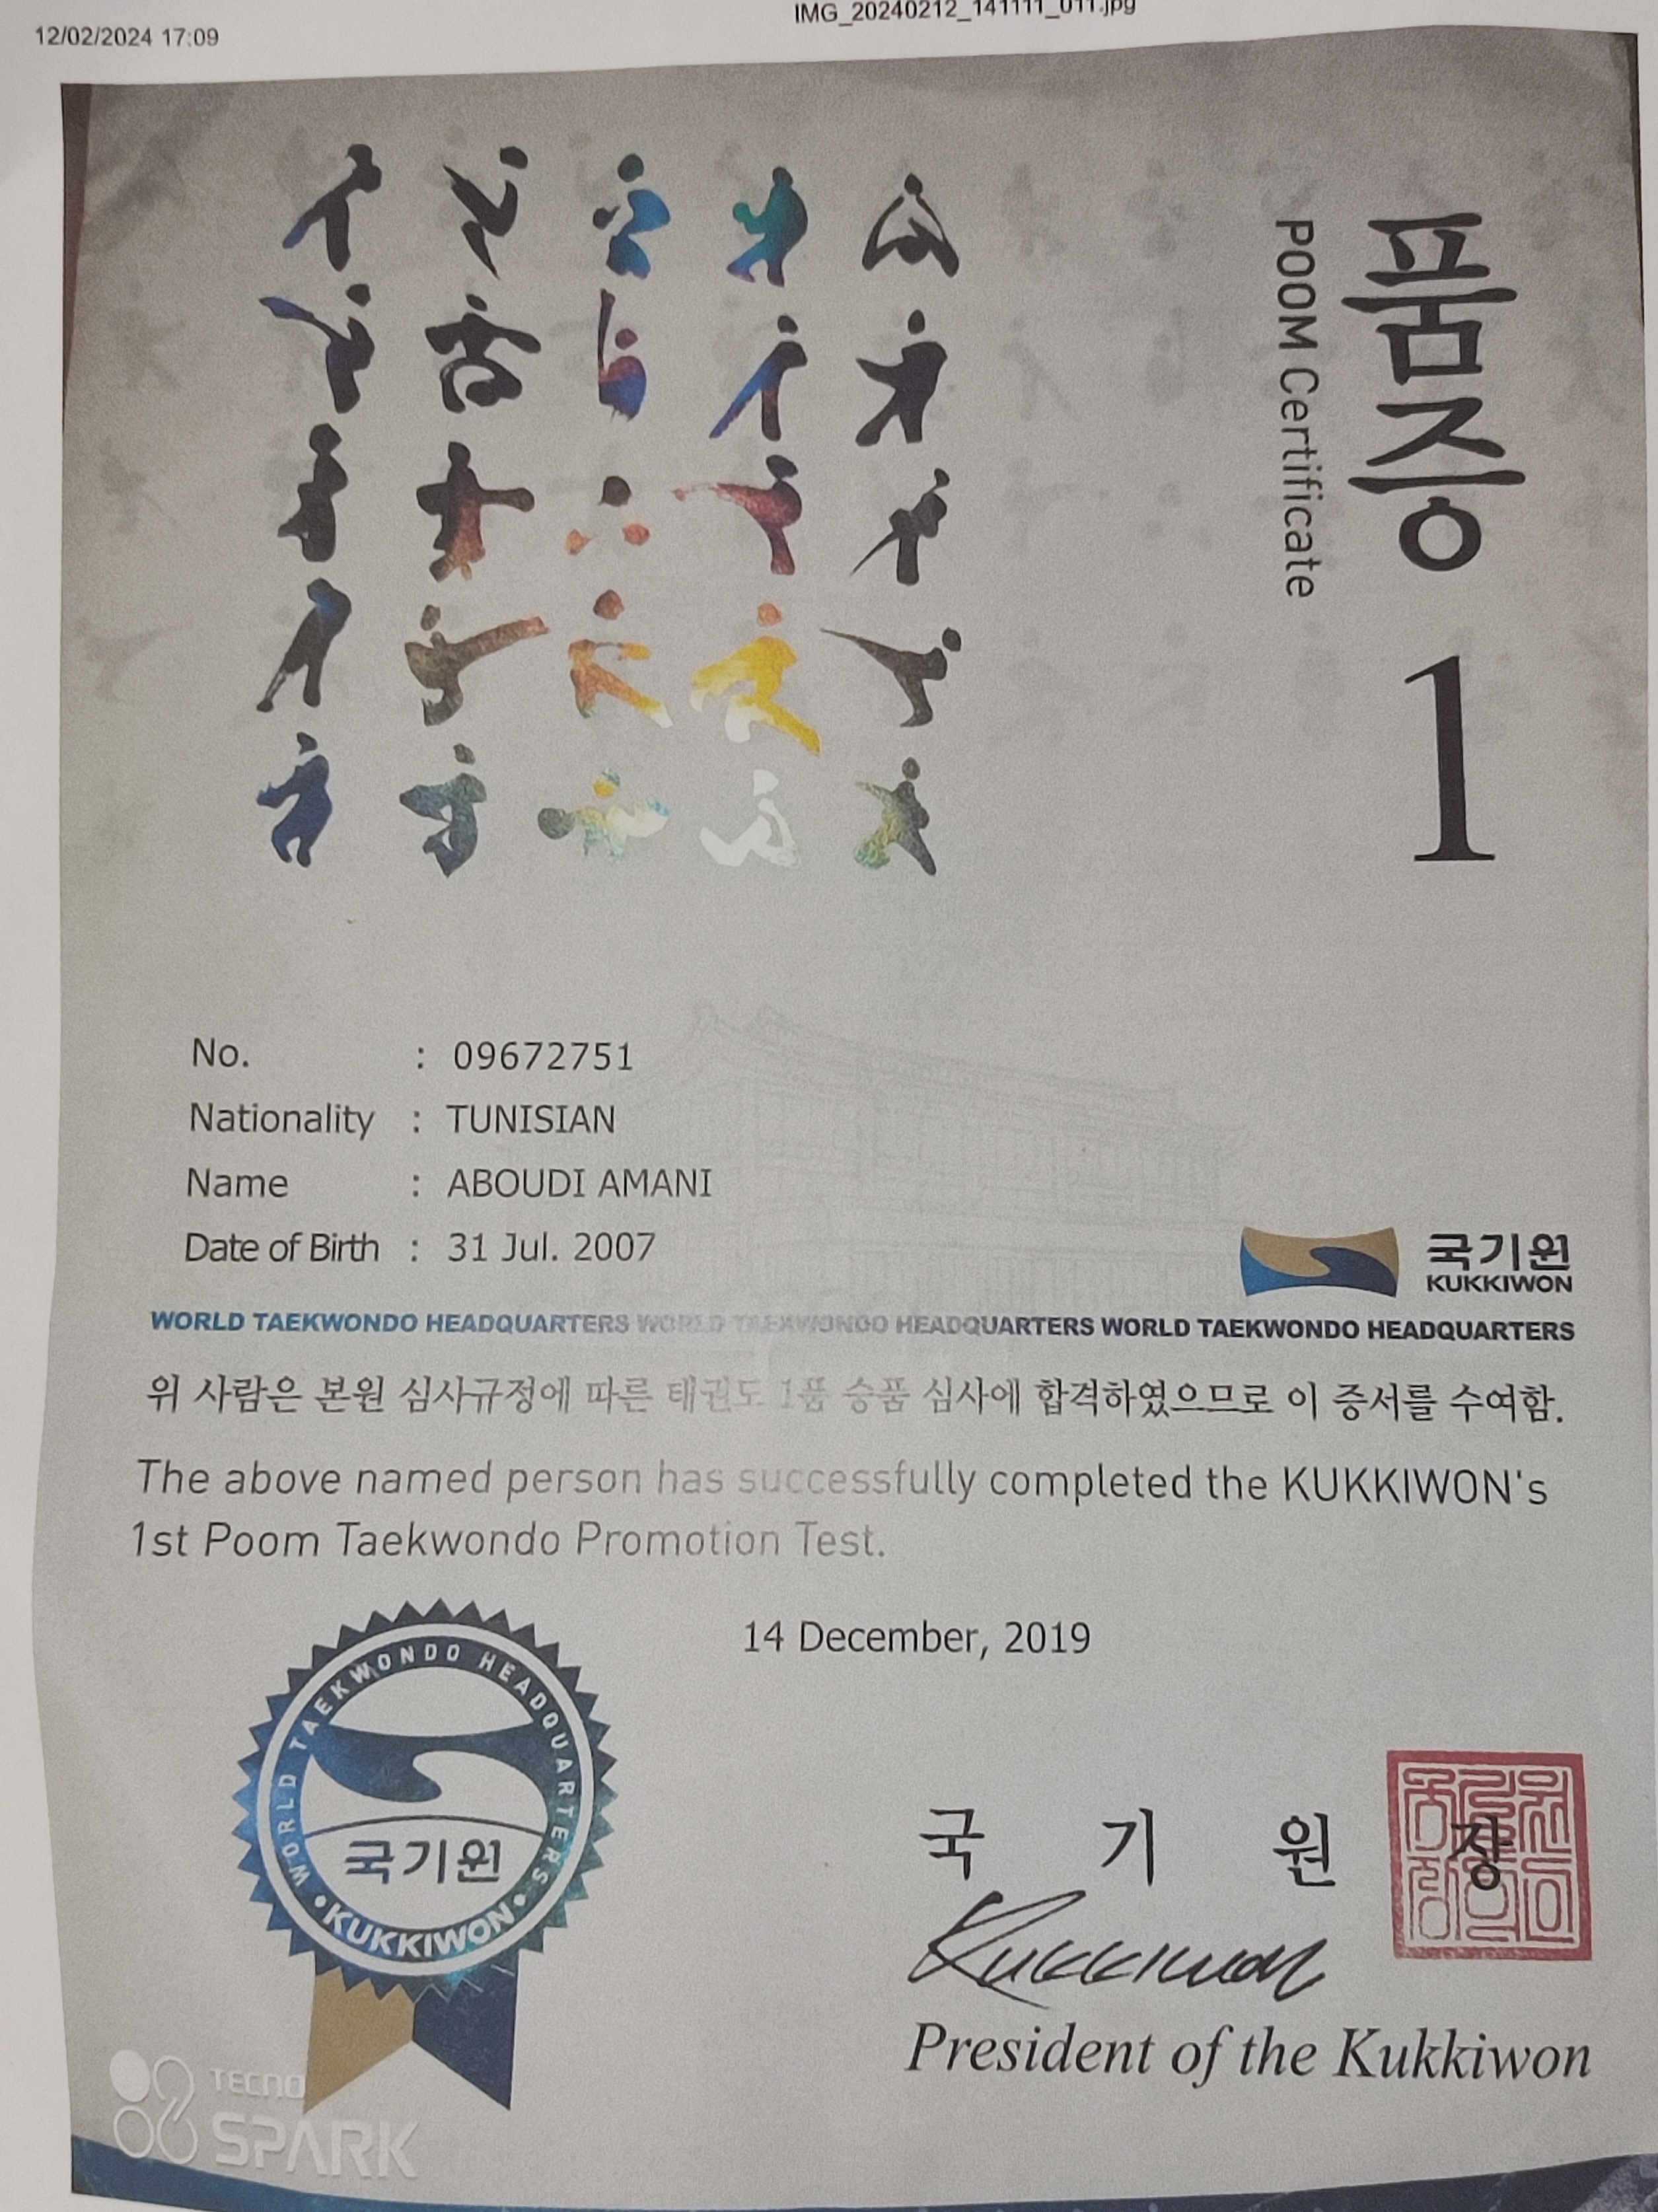 IMG_20240212_141111_011.jpg
12/02/2024 17:09
품증 1
POOM Certificate
No. : 09672751
Nationality : TUNISIAN
Name : ABOUDI AMANI
Date of Birth : 31 Jul. 2007
국기원
KUKKIWON
WORLD TAEKWONDO HEADQUARTERS WORLD TAEKWONDO HEADQUARTERS WORLD TAEKWONDO HEADQUARTERS
위 사람은 본원 심사규정에 따른 태권도 1품 승품 심사에 합격하였으므로 이 증서를 수여함.
The above named person has successfully completed the KUKKIWON's
1st Poom Taekwondo Promotion Test.
14 December, 2019
WORLD TAEKWONDO HEADQUARTERS
국기원
• KUKKIWON •
국 기 원 장
Kukkiwon
President of the Kukkiwon
TECNO
SPARK